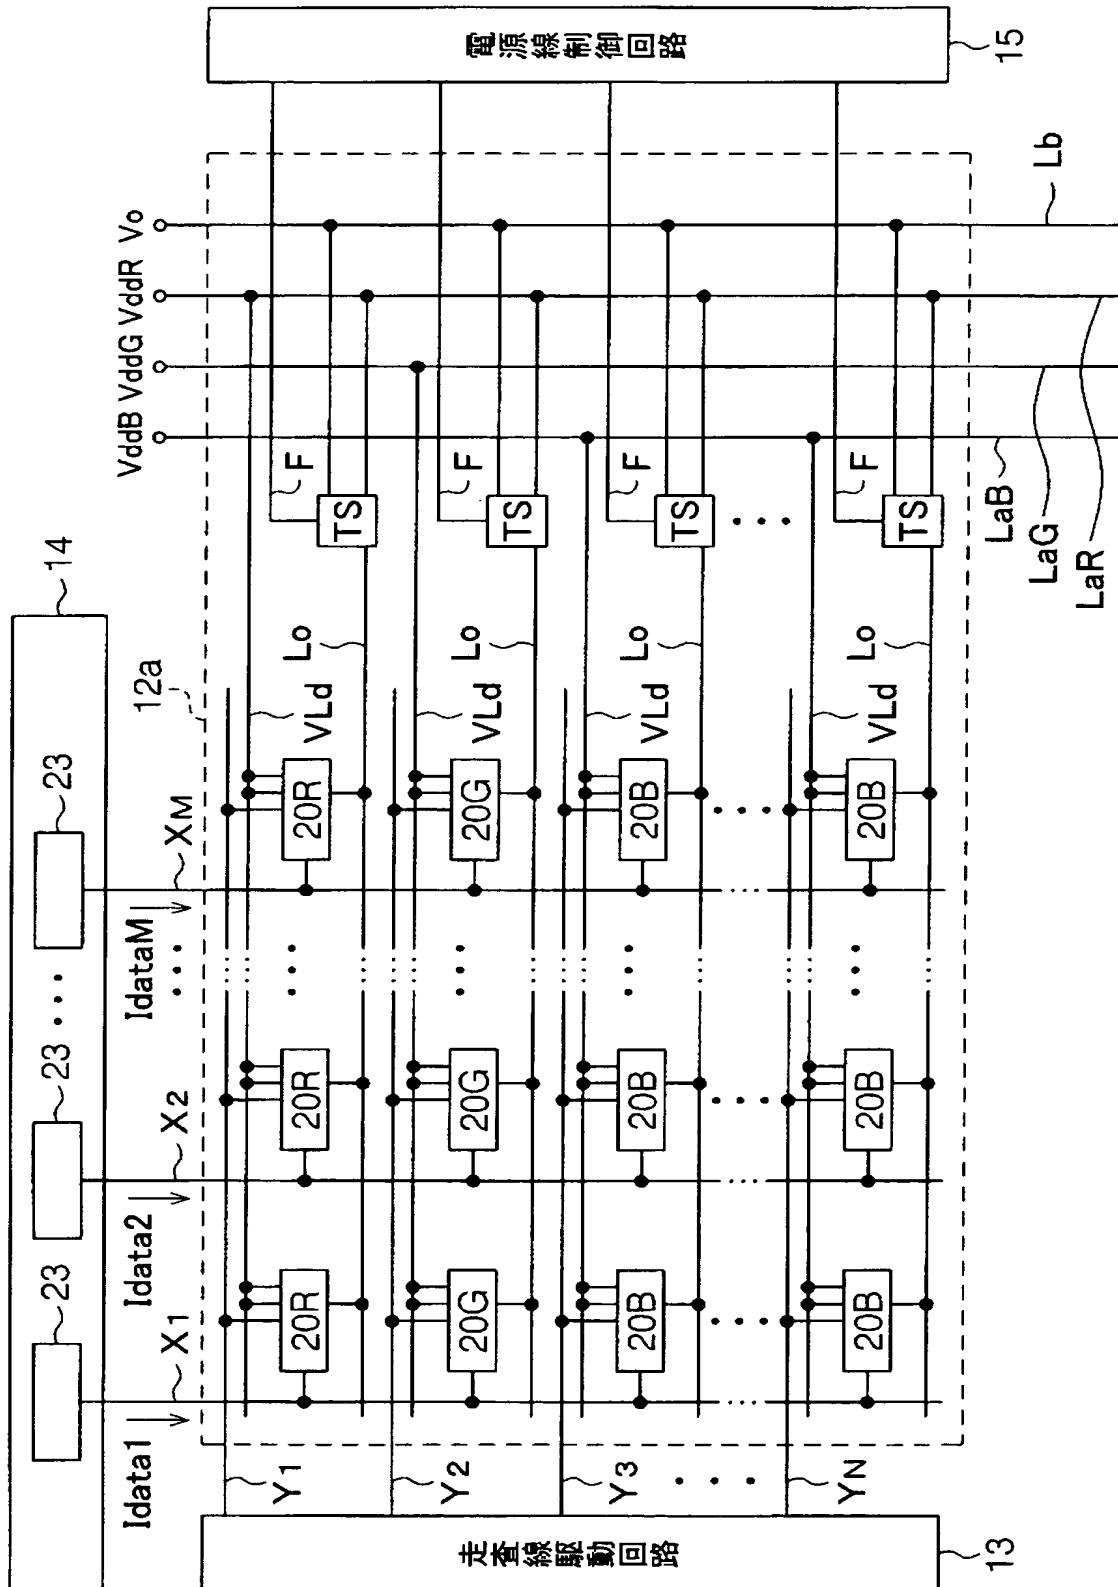 14
23 23 ... 23
Idata1 X1 Idata2 X2 IdataM XM
12a
VddB VddG VddR Vo
走査線駆動回路
13
電源線制御回路
15
Y1 20R 20R ... 20R VLd Lo TS F
Y2 20G 20G ... 20G VLd Lo TS F
Y3 20B 20B ... 20B VLd Lo TS F
YN 20B 20B ... 20B VLd Lo TS F
LaB
LaG
LaR
Lb